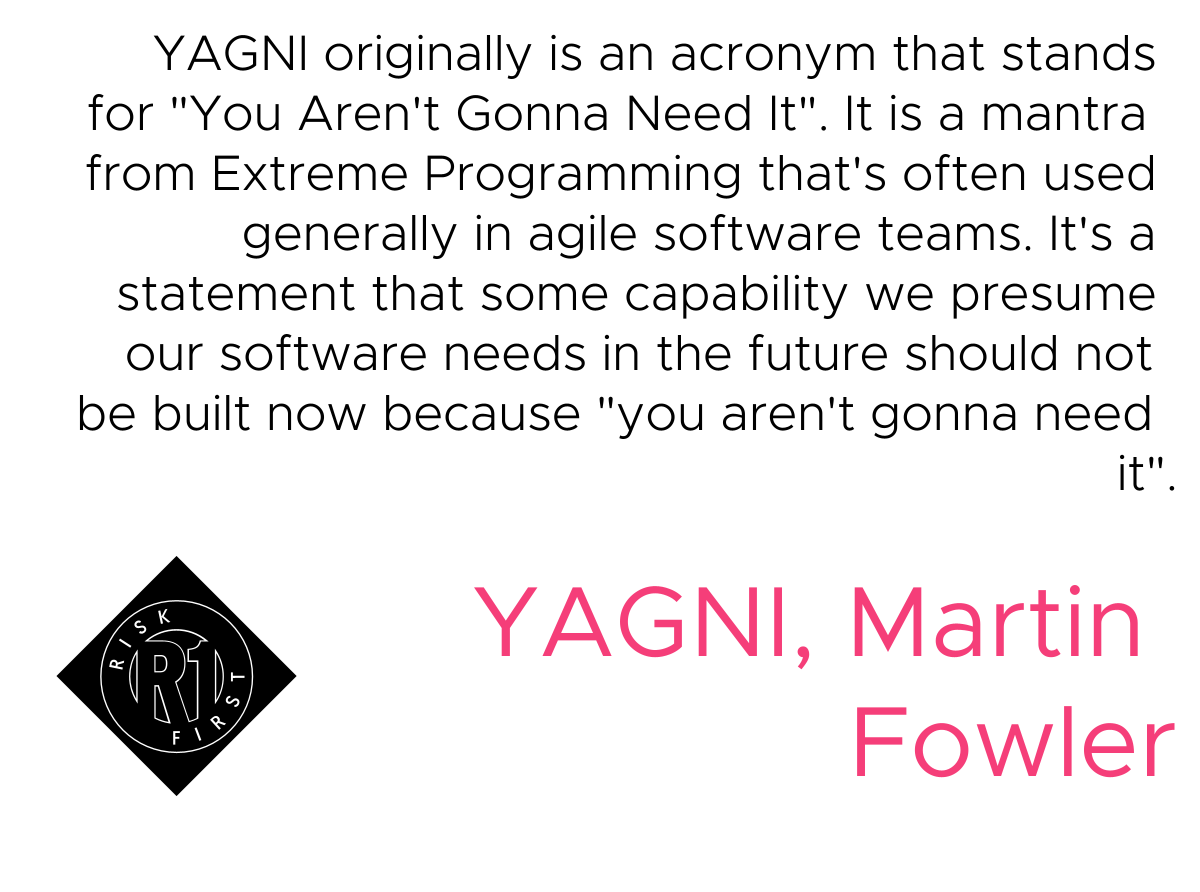 YAGNI originally is an acronym that stands
for "You Aren't Gonna Need It". It is a mantra
from Extreme Programming that's often used
generally in agile software teams. It's a
statement that some capability we presume
our software needs in the future should not
be built now because "you aren't gonna need
it".
RISK
R1
FIRST
YAGNI, Martin
Fowler